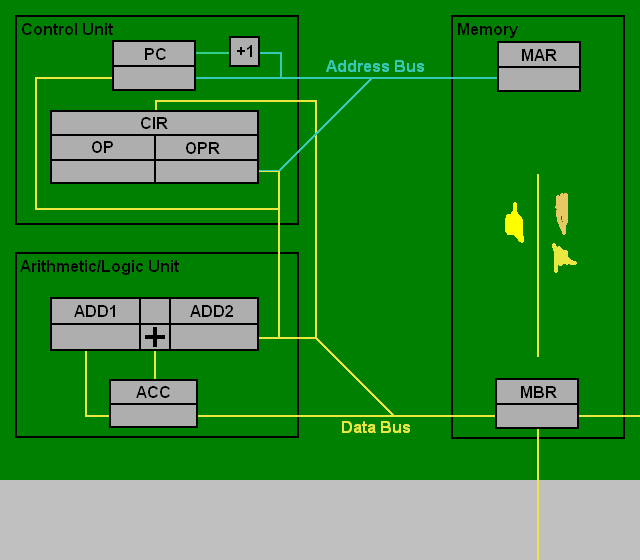 Control Unit
PC
+1
CIR
OP OPR
Address Bus
Memory
MAR
Arithmetic/Logic Unit
ADD1 ADD2
+
ACC
Data Bus
MBR